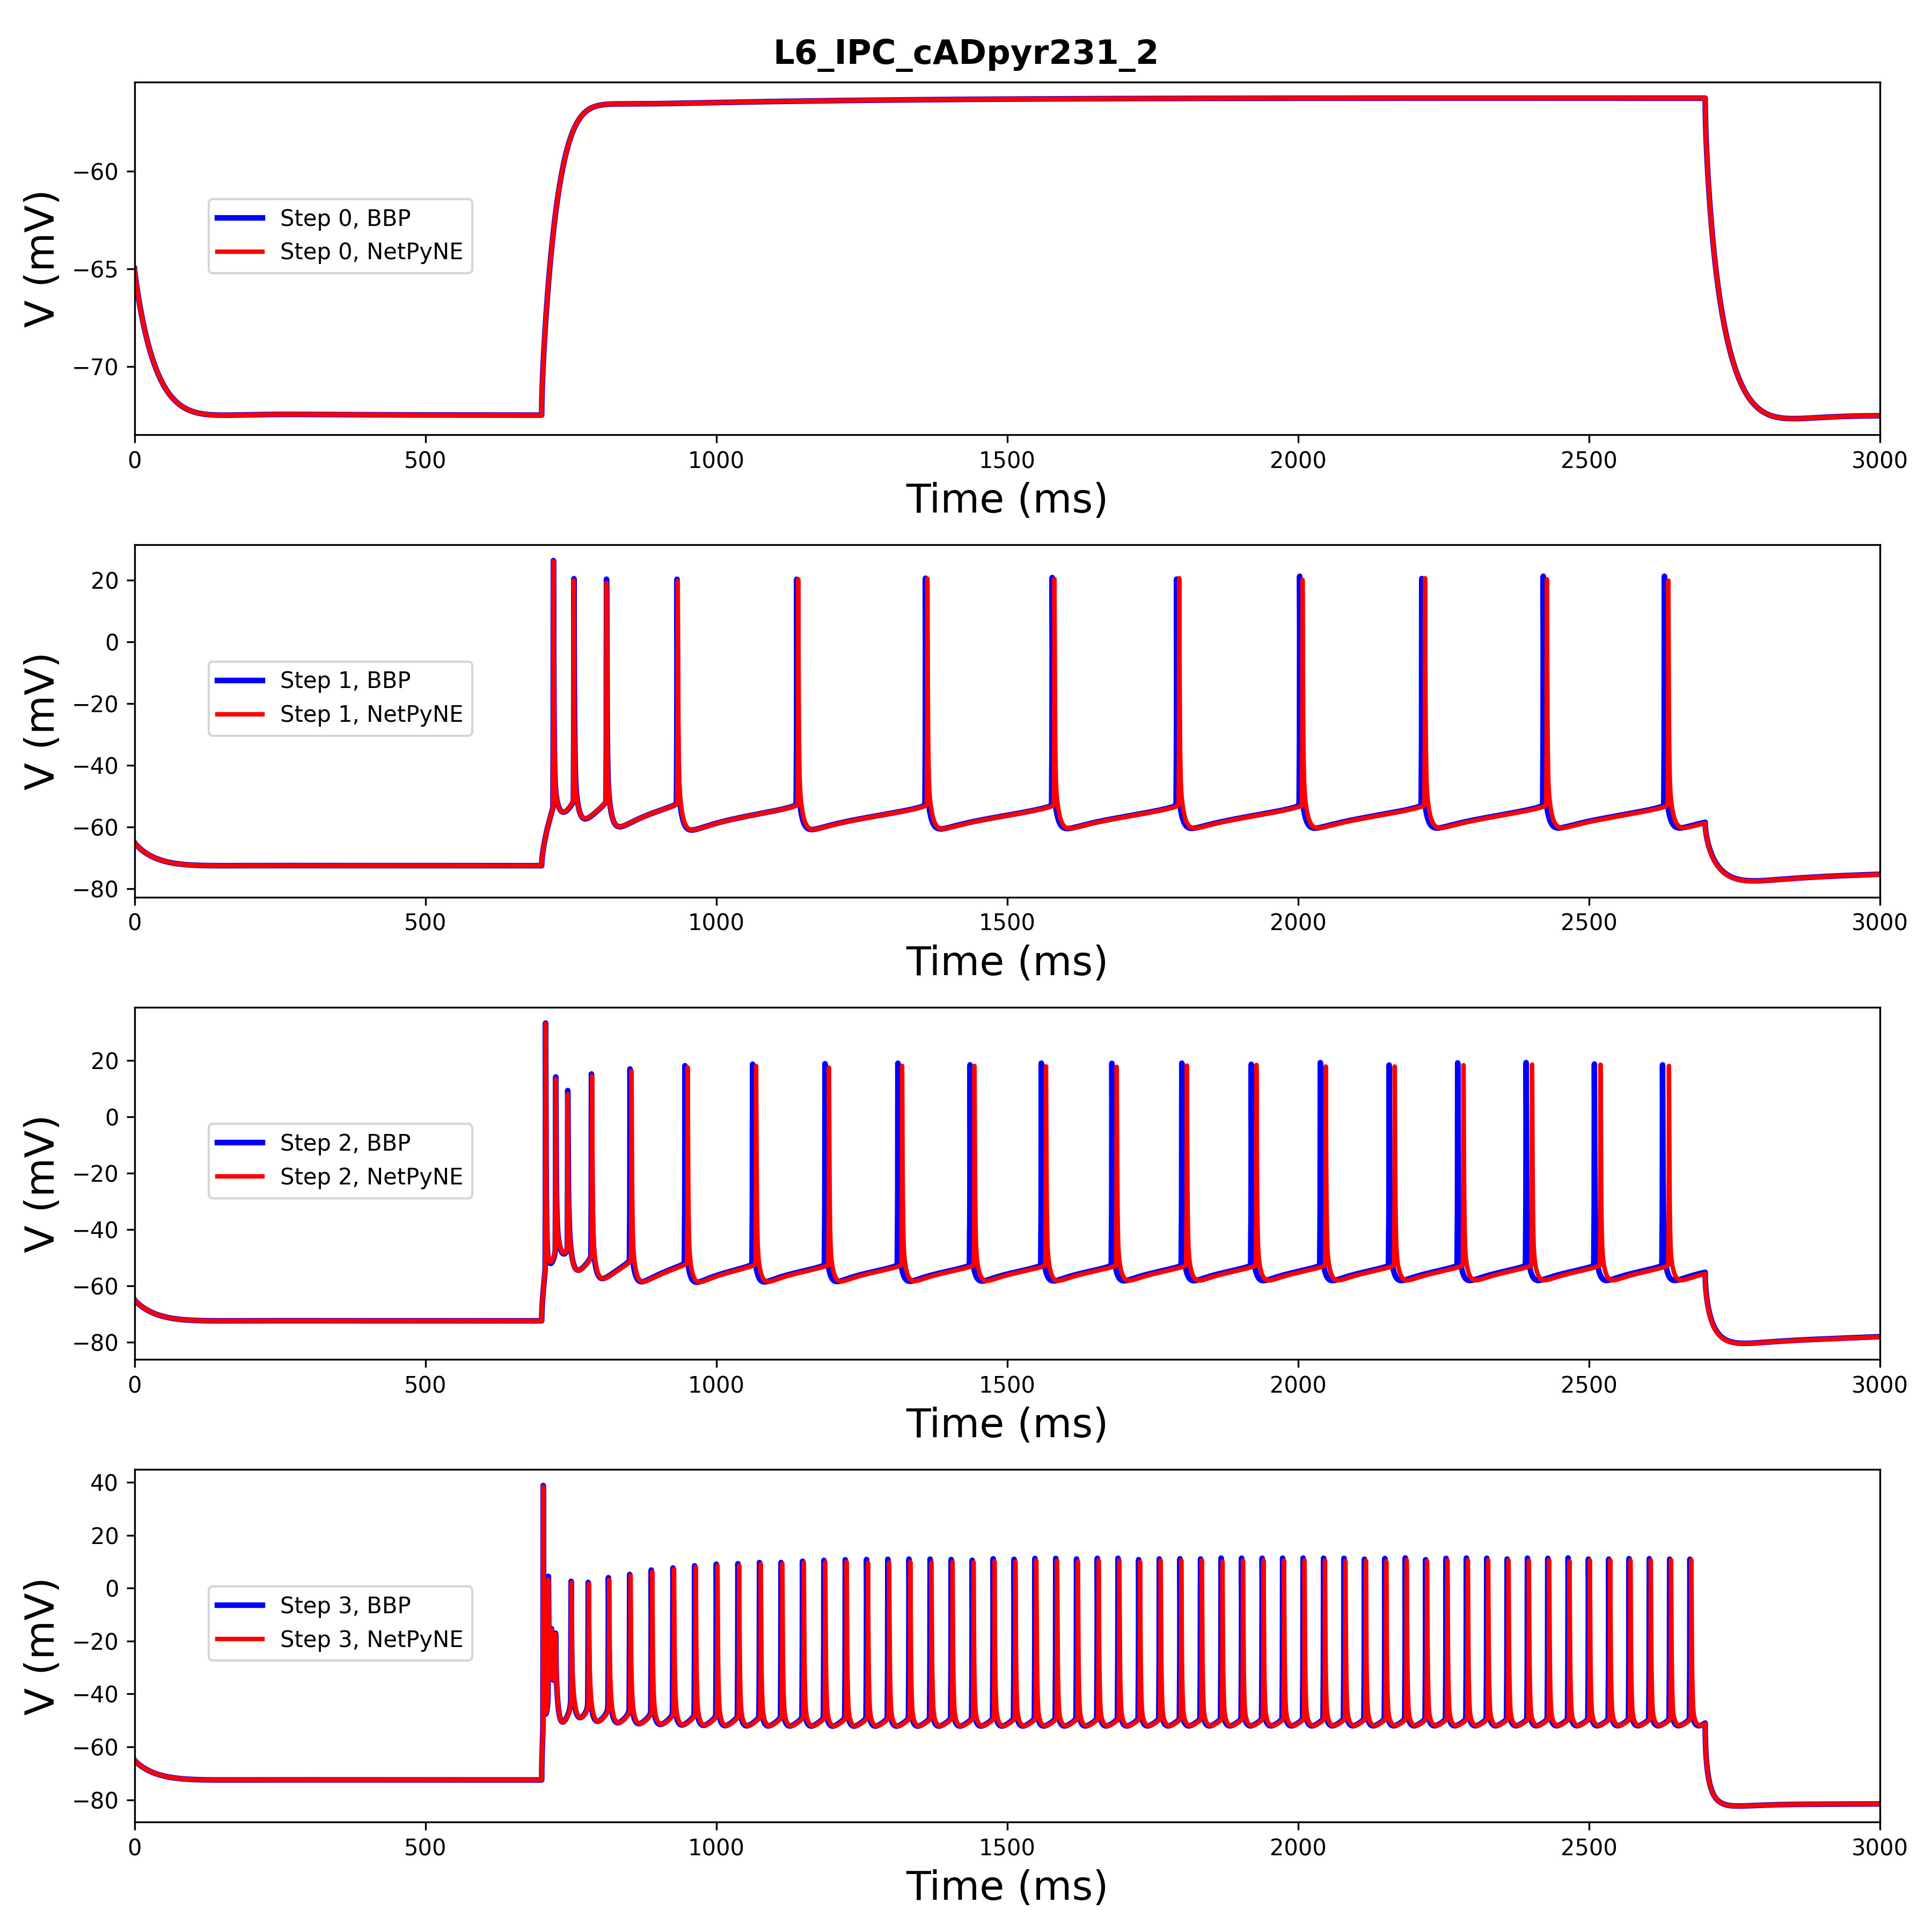 L6_IPC_cADpyr231_2
V (mV)
−60
−65
−70
Step 0, BBP
Step 0, NetPyNE
0 500 1000 1500 2000 2500 3000
Time (ms)
V (mV)
20
0
−20
−40
−60
−80
Step 1, BBP
Step 1, NetPyNE
0 500 1000 1500 2000 2500 3000
Time (ms)
V (mV)
20
0
−20
−40
−60
−80
Step 2, BBP
Step 2, NetPyNE
0 500 1000 1500 2000 2500 3000
Time (ms)
V (mV)
40
20
0
−20
−40
−60
−80
Step 3, BBP
Step 3, NetPyNE
0 500 1000 1500 2000 2500 3000
Time (ms)